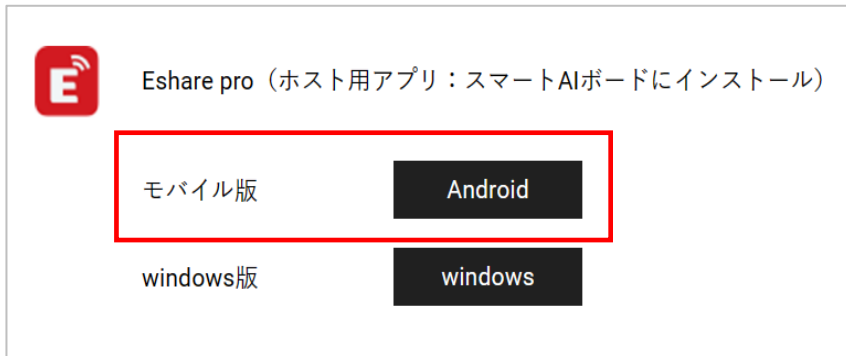 E
Eshare pro（ホスト用アプリ：スマートAIボードにインストール）
モバイル版 Android
windows版 windows